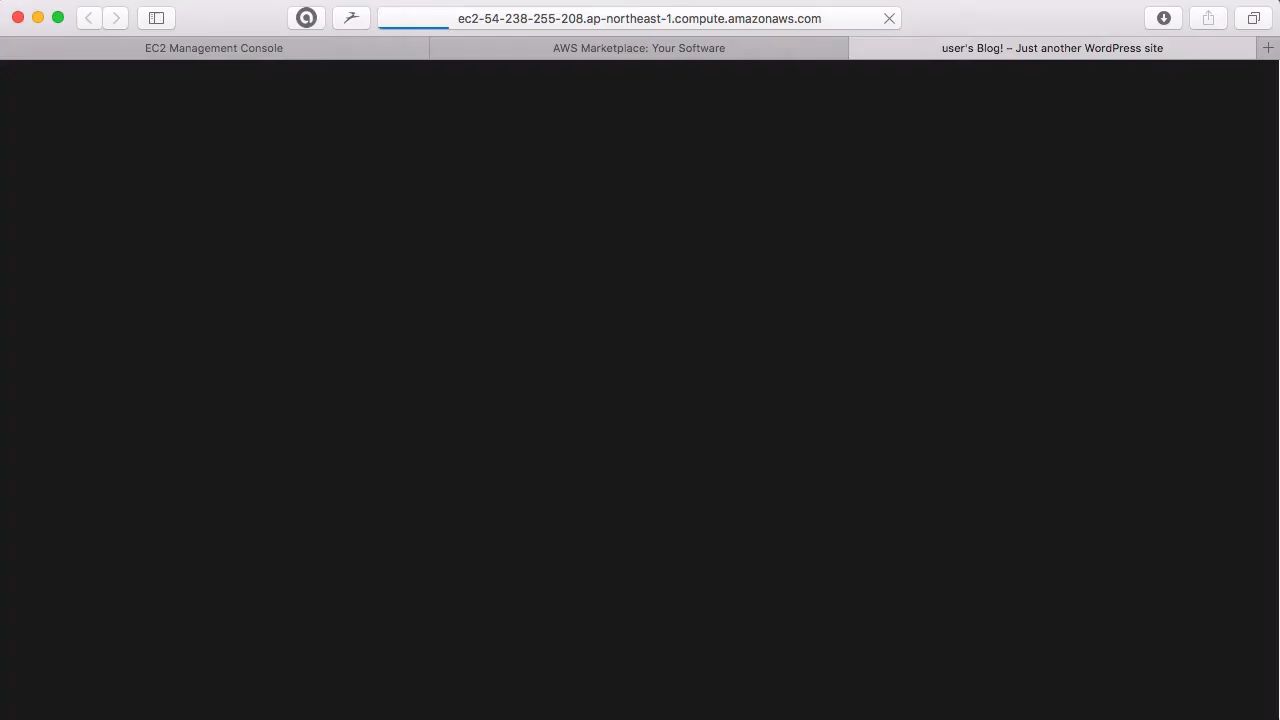 ec2-54-238-255-208.ap-northeast-1.compute.amazonaws.com
EC2 Management Console
AWS Marketplace: Your Software
user's Blog! – Just another WordPress site